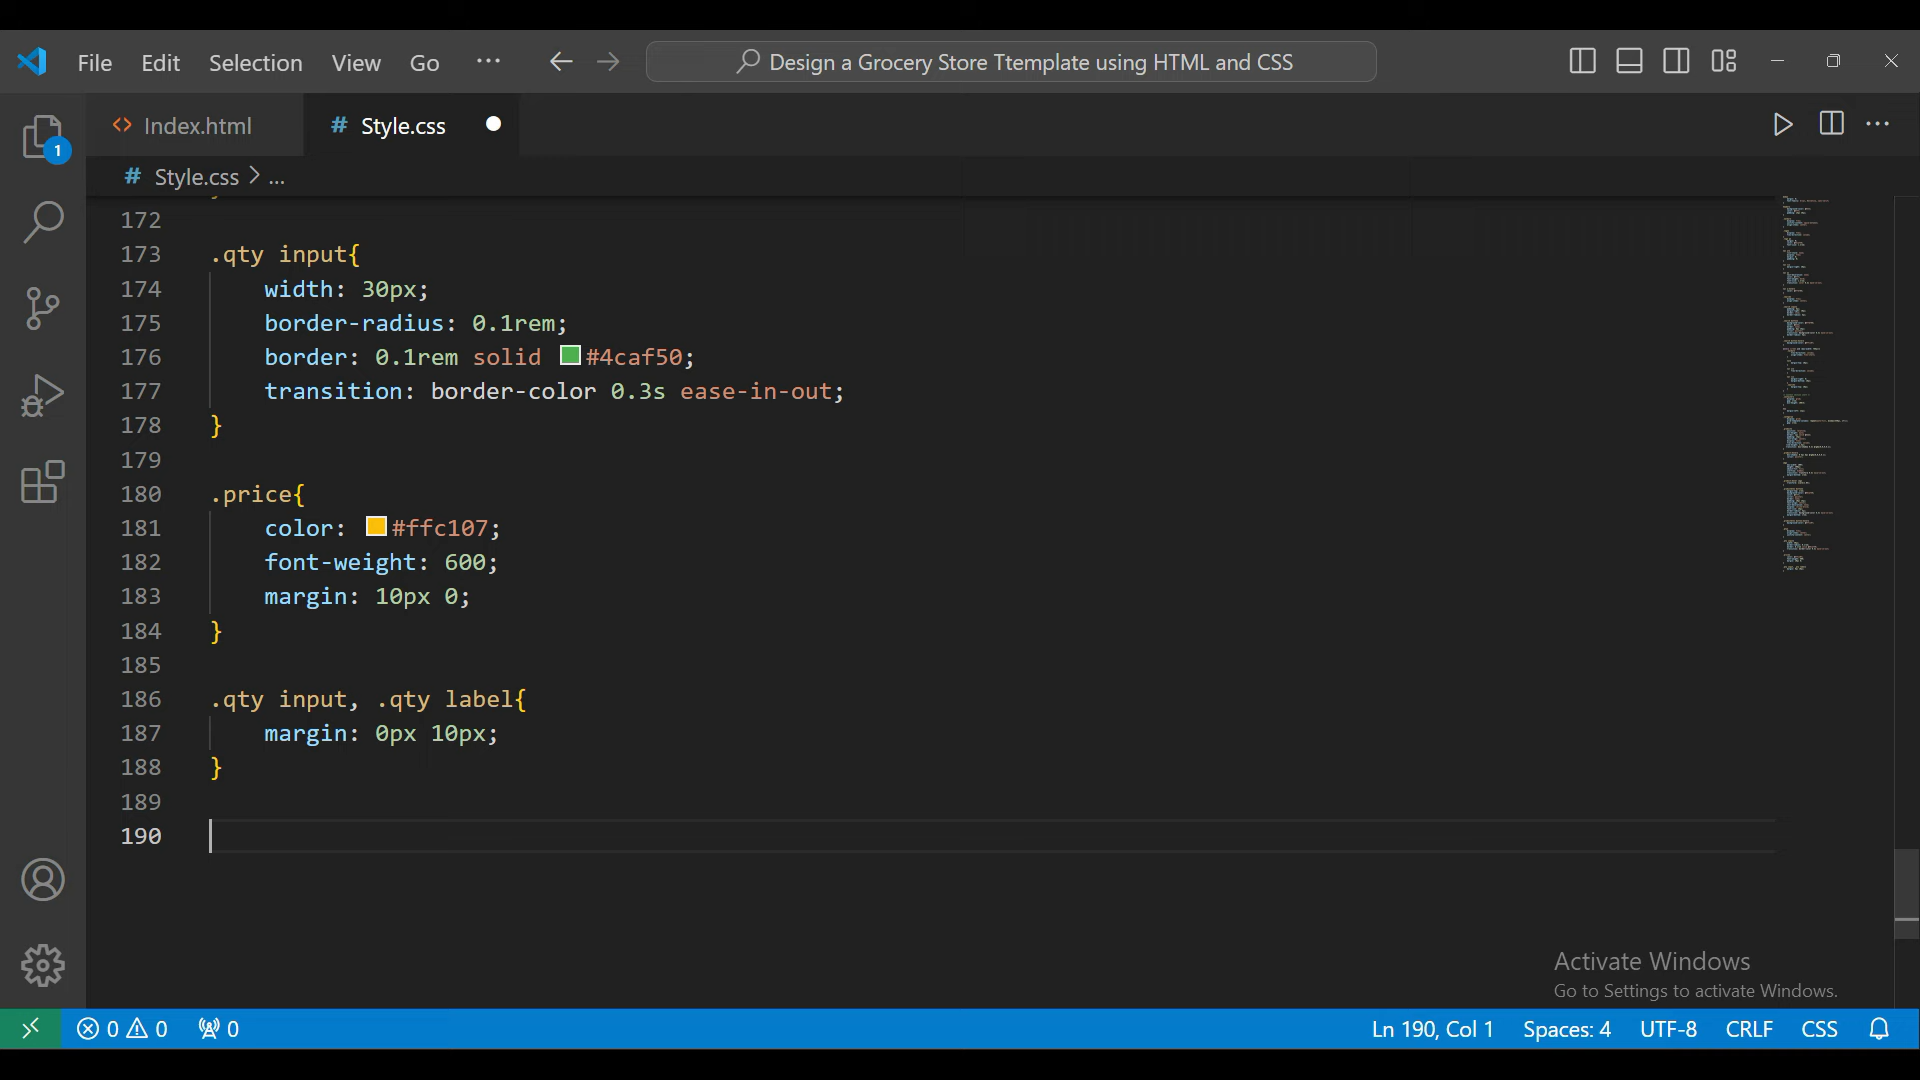 File Edit Selection View Go ··· Design a Grocery Store Ttemplate using HTML and CSS
Index.html # Style.css
# Style.css > ...
172
173 .qty input{
174 width: 30px;
175 border-radius: 0.1rem;
176 border: 0.1rem solid #4caf50;
177 transition: border-color 0.3s ease-in-out;
178 }
179
180 .price{
181 color: #ffc107;
182 font-weight: 600;
183 margin: 10px 0;
184 }
185
186 .qty input, .qty label{
187 margin: 0px 10px;
188 }
189
190
1
Activate Windows
Go to Settings to activate Windows.
0 0 0 Ln 190, Col 1 Spaces: 4 UTF-8 CRLF CSS